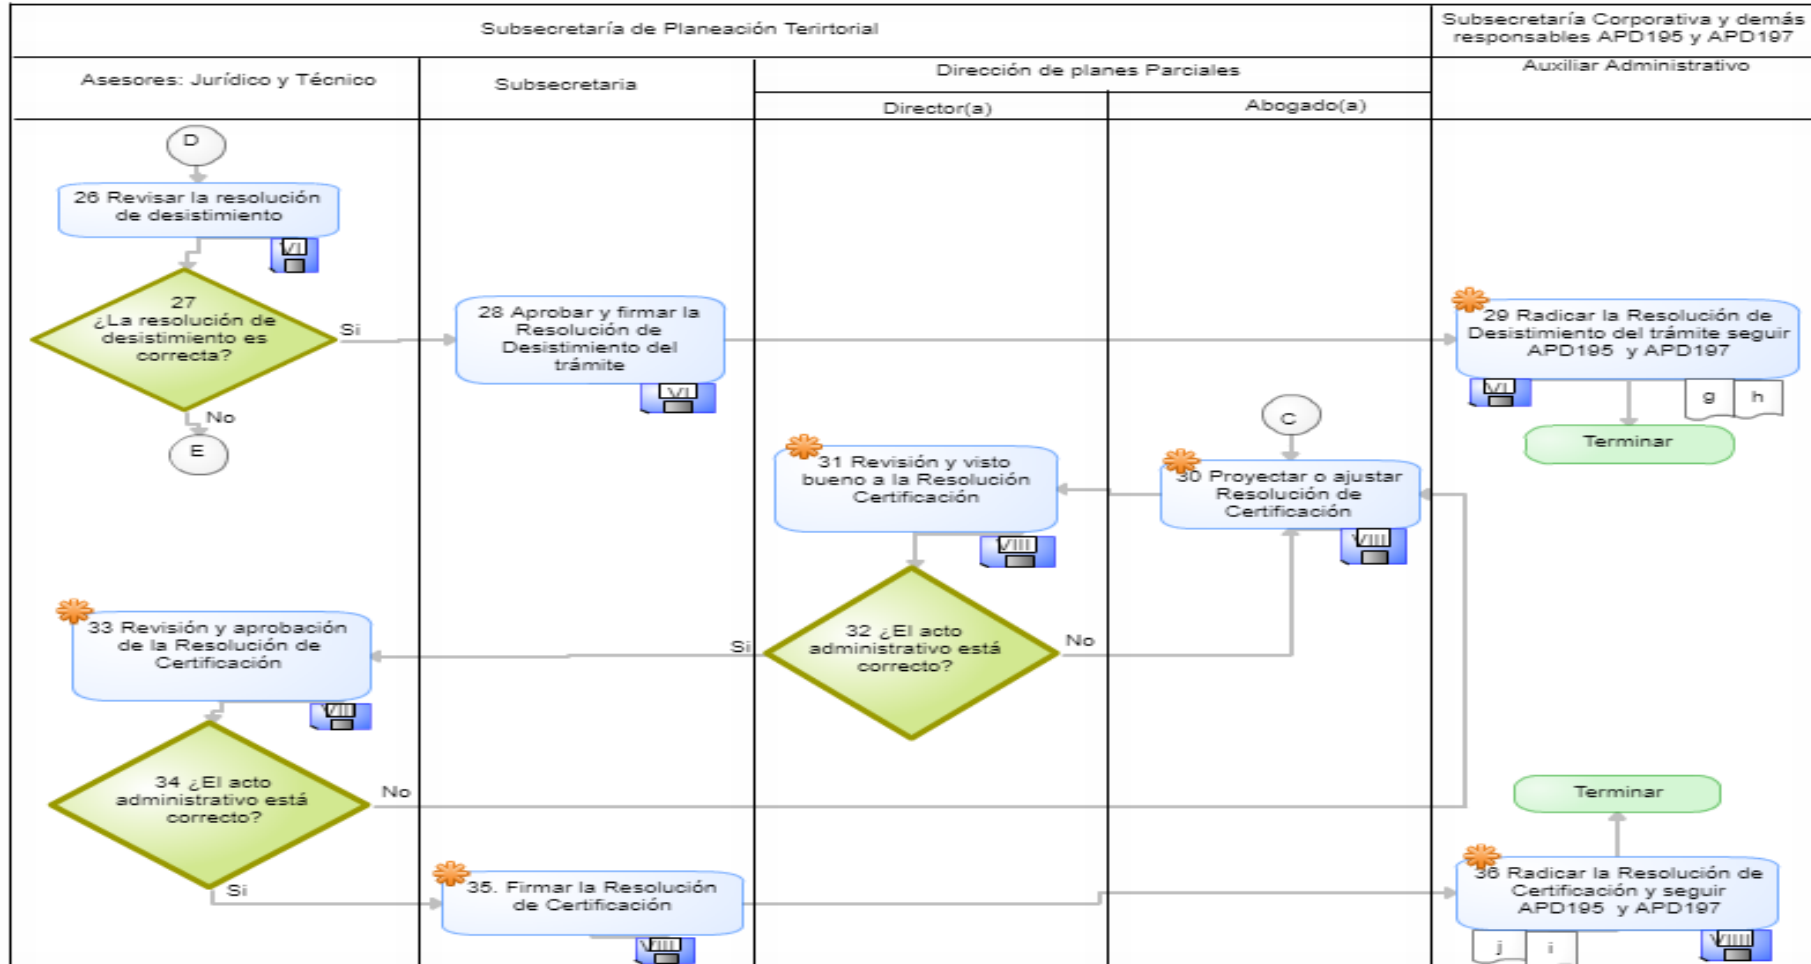 Subsecretaría de Planeación Terirtorial
Subsecretaría Corporativa y demás
responsables APD195 y APD197
Asesores: Jurídico y Técnico
Subsecretaria
Dirección de planes Parciales
Auxiliar Administrativo
Director(a)
Abogado(a)
D
26 Revisar la resolución
de desistimiento
VI
27
¿La resolución de
desistimiento es
correcta?
Si
No
E
28 Aprobar y firmar la
Resolución de
Desistimiento del
trámite
VI
29 Radicar la Resolución de
Desistimiento del trámite seguir
APD195 y APD197
VI
g
h
Terminar
C
30 Proyectar o ajustar
Resolución de
Certificación
VIII
31 Revisión y visto
bueno a la Resolución
Certificación
VIII
32 ¿El acto
administrativo está
correcto?
No
Si
33 Revisión y aprobación
de la Resolución de
Certificación
34 ¿El acto
administrativo está
correcto?
No
Si
35. Firmar la Resolución
de Certificación
Terminar
36 Radicar la Resolución de
Certificación y seguir
APD195 y APD197
j
i